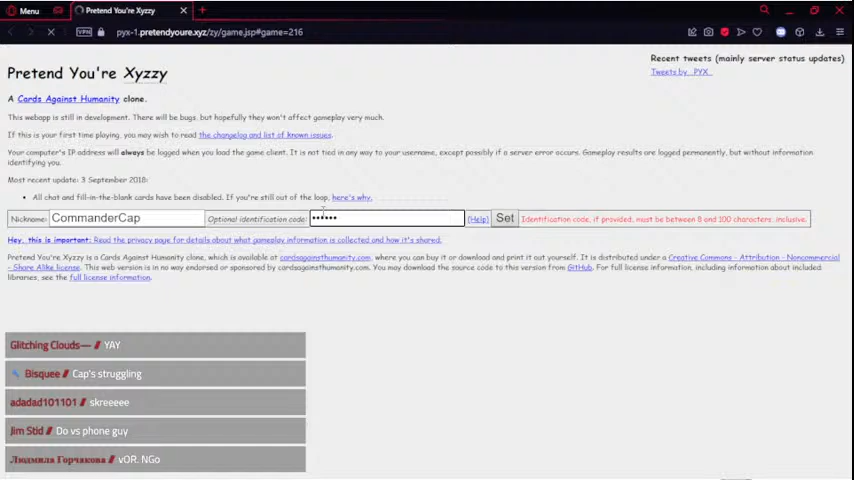 Menu
Pretend You're Xyzzy
VPN
pyx-1.pretendyoure.xyz/zy/game.jsp#game=216
Recent tweets (mainly server status updates)
Tweets by _PYX_
Pretend You're Xyzzy
A Cards Against Humanity clone.
This webapp is still in development. There will be bugs, but hopefully they won't affect gameplay very much.
If this is your first time playing, you may wish to read the changelog and list of known issues.
Your computer's IP address will always be logged when you load the game client. It is not tied in any way to your username, except possibly if a server error occurs. Gameplay results are logged permanently, but without information
identifying you.
Most recent update: 3 September 2018:
All chat and fill-in-the-blank cards have been disabled. If you're still out of the loop, here's why.
Nickname: CommanderCap Optional identification code: •••••• (Help) Set Identification code, if provided, must be between 8 and 100 characters, inclusive.
Hey, this is important: Read the privacy page for details about what gameplay information is collected and how it's shared.
Pretend You're Xyzzy is a Cards Against Humanity clone, which is available at cardsagainsthumanity.com, where you can buy it or download and print it out yourself. It is distributed under a Creative Commons - Attribution - Noncommercial
- Share Alike license. This web version is in no way endorsed or sponsored by cardsagainsthumanity.com. You may download the source code to this version from GitHub. For full license information, including information about included
libraries, see the full license information.
Glitching Clouds— // YAY
Bisquee // Cap's struggling
adadad101101 // skreeeee
Jim Stid // Do vs phone guy
Людмила Горчакова // vOR. NGo